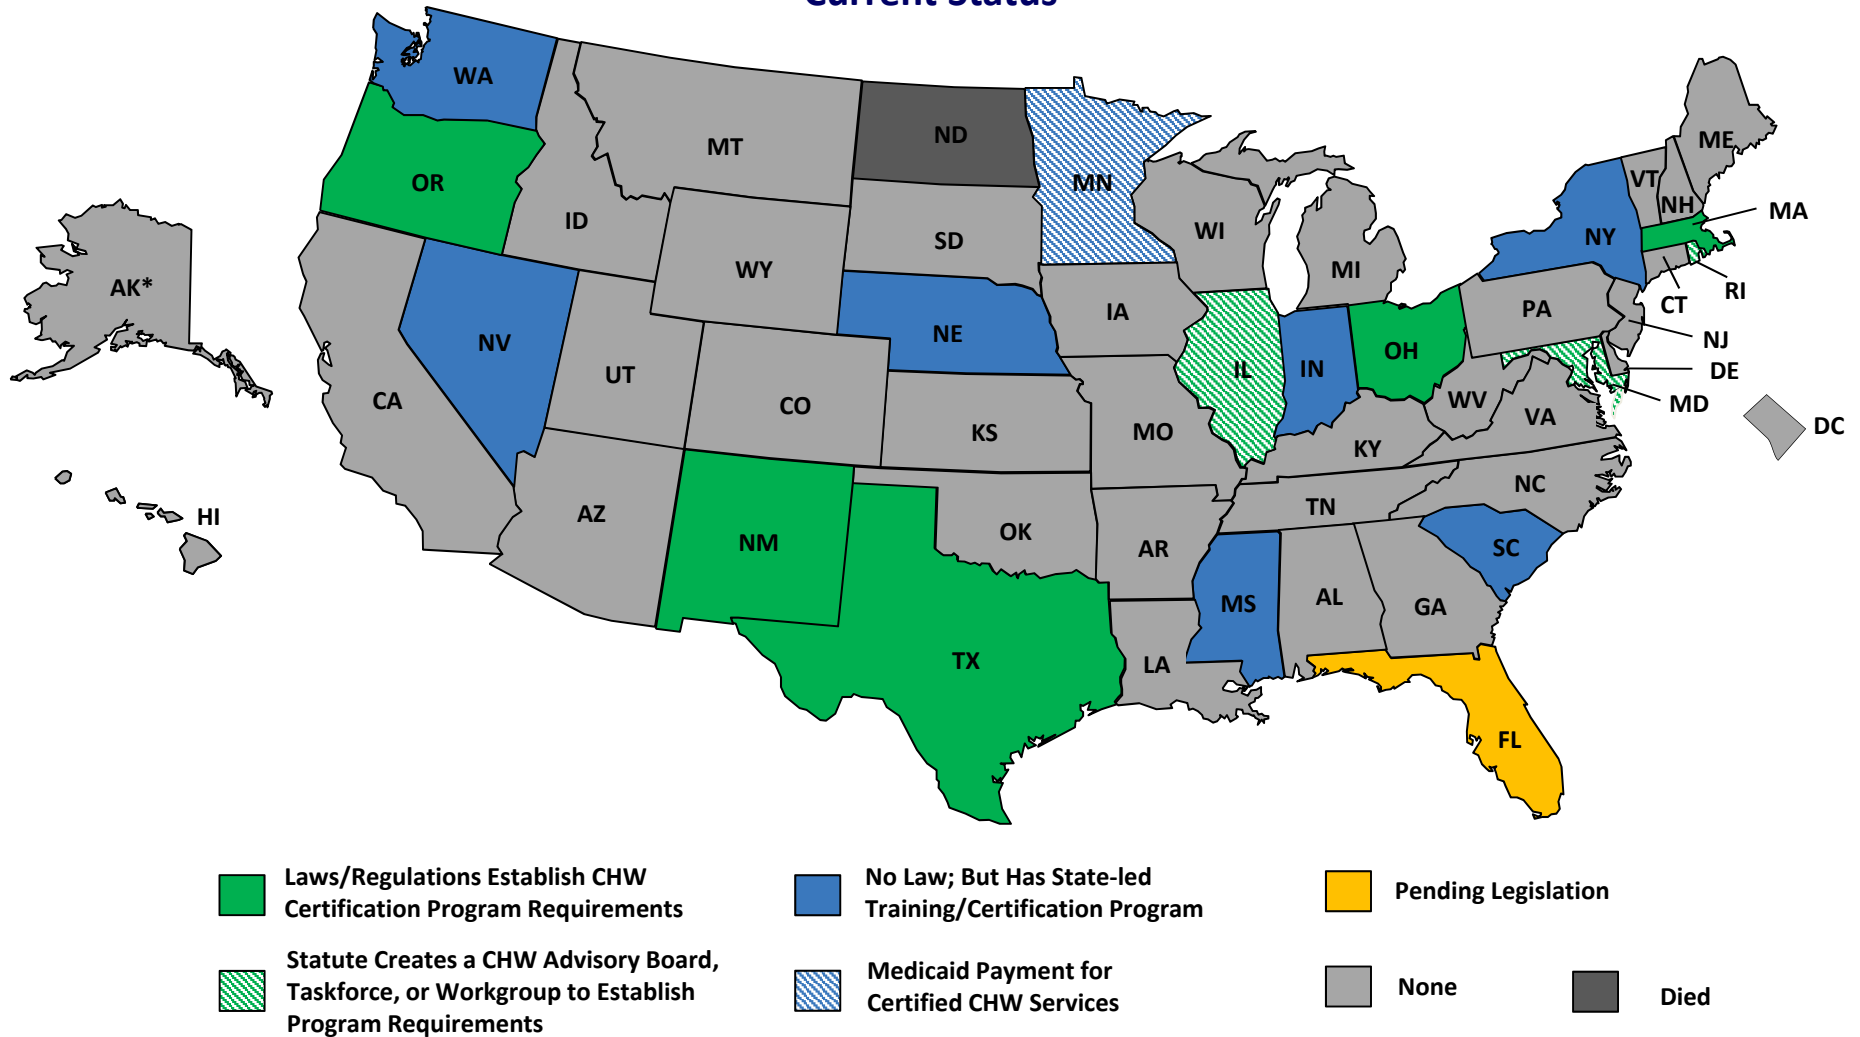 Current Status
WA
MT
ND
MN
ME
OR
ID
SD
WI
VT
NH
MA
NY
AK*
WY
MI
RI
CT
IA
PA
NV
NE
NJ
UT
IL
IN
OH
DE
CA
CO
WV
MD
KS
MO
VA
DC
KY
HI
AZ
NM
OK
TN
NC
AR
SC
MS
AL
GA
TX
LA
FL
Laws/Regulations Establish CHW
Certification Program Requirements
No Law; But Has State-led
Training/Certification Program
Pending Legislation
Statute Creates a CHW Advisory Board,
Taskforce, or Workgroup to Establish
Program Requirements
Medicaid Payment for
Certified CHW Services
None
Died